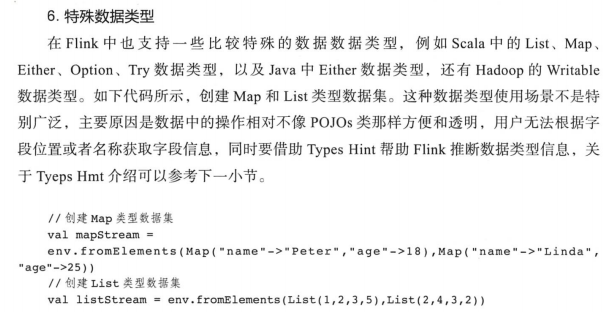 6. 特殊数据类型
在 Flink 中也支持一些比较特殊的数据数据类型，例如 Scala 中的 List、Map、
Either、Option、Try 数据类型，以及 Java 中 Either 数据类型，还有 Hadoop 的 Writable
数据类型。如下代码所示，创建 Map 和 List 类型数据集。这种数据类型使用场景不是特
别广泛，主要原因是数据中的操作相对不像 POJOs 类那样方便和透明，用户无法根据字
段位置或者名称获取字段信息，同时要借助 Types Hint 帮助 Flink 推断数据类型信息，关
于 Tyeps Hmt 介绍可以参考下一小节。
//创建 Map 类型数据集
val mapStream =
env.fromElements(Map("name"->"Peter","age"->18),Map("name"->"Linda",
"age"->25))
//创建 List 类型数据集
val listStream = env.fromElements(List(1,2,3,5),List(2,4,3,2))